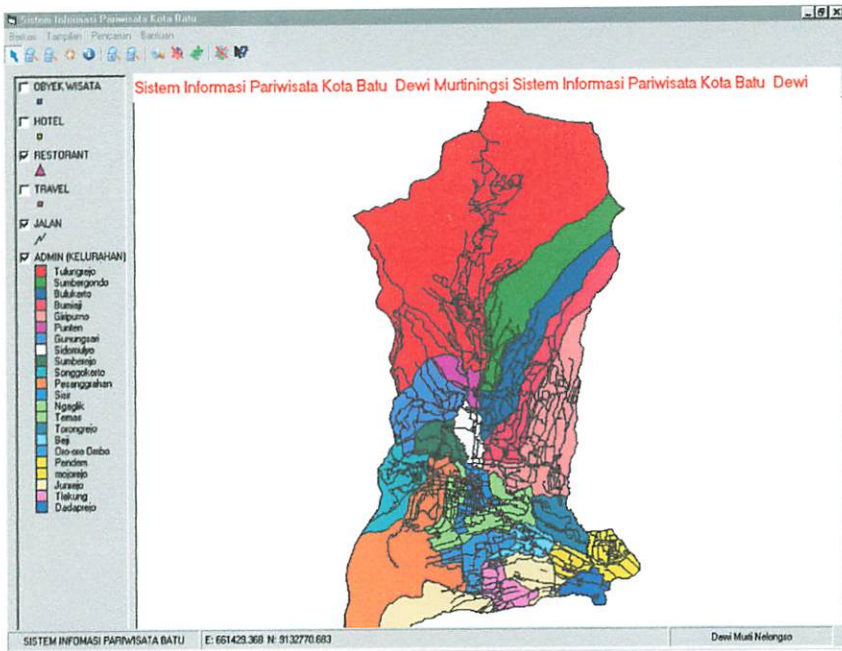 Sistem Informasi Pariwisata Kota Batu
Berkas Tampilan Pencarian Bantuan
Sistem Informasi Pariwisata Kota Batu Dewi Murtiningsi Sistem Informasi Pariwisata Kota Batu Dewi
OBYEK WISATA
HOTEL
RESTORANT
TRAVEL
JALAN
ADMIN (KELURAHAN)
Tulungrejo
Sumbergondo
Bulukerto
Bumiaji
Giripurno
Punten
Gunungsari
Sidomulyo
Sumberejo
Songgokerto
Pesanggrahan
Sisir
Ngaglik
Temas
Torongrejo
Beji
Oro-oro Ombo
Pendem
mojorejo
Junrejo
Tlekung
Dadaprejo
SISTEM INFOMASI PARIWISATA BATU E: 661429.368 N: 9132770.683 Dewi Murti Nelongso